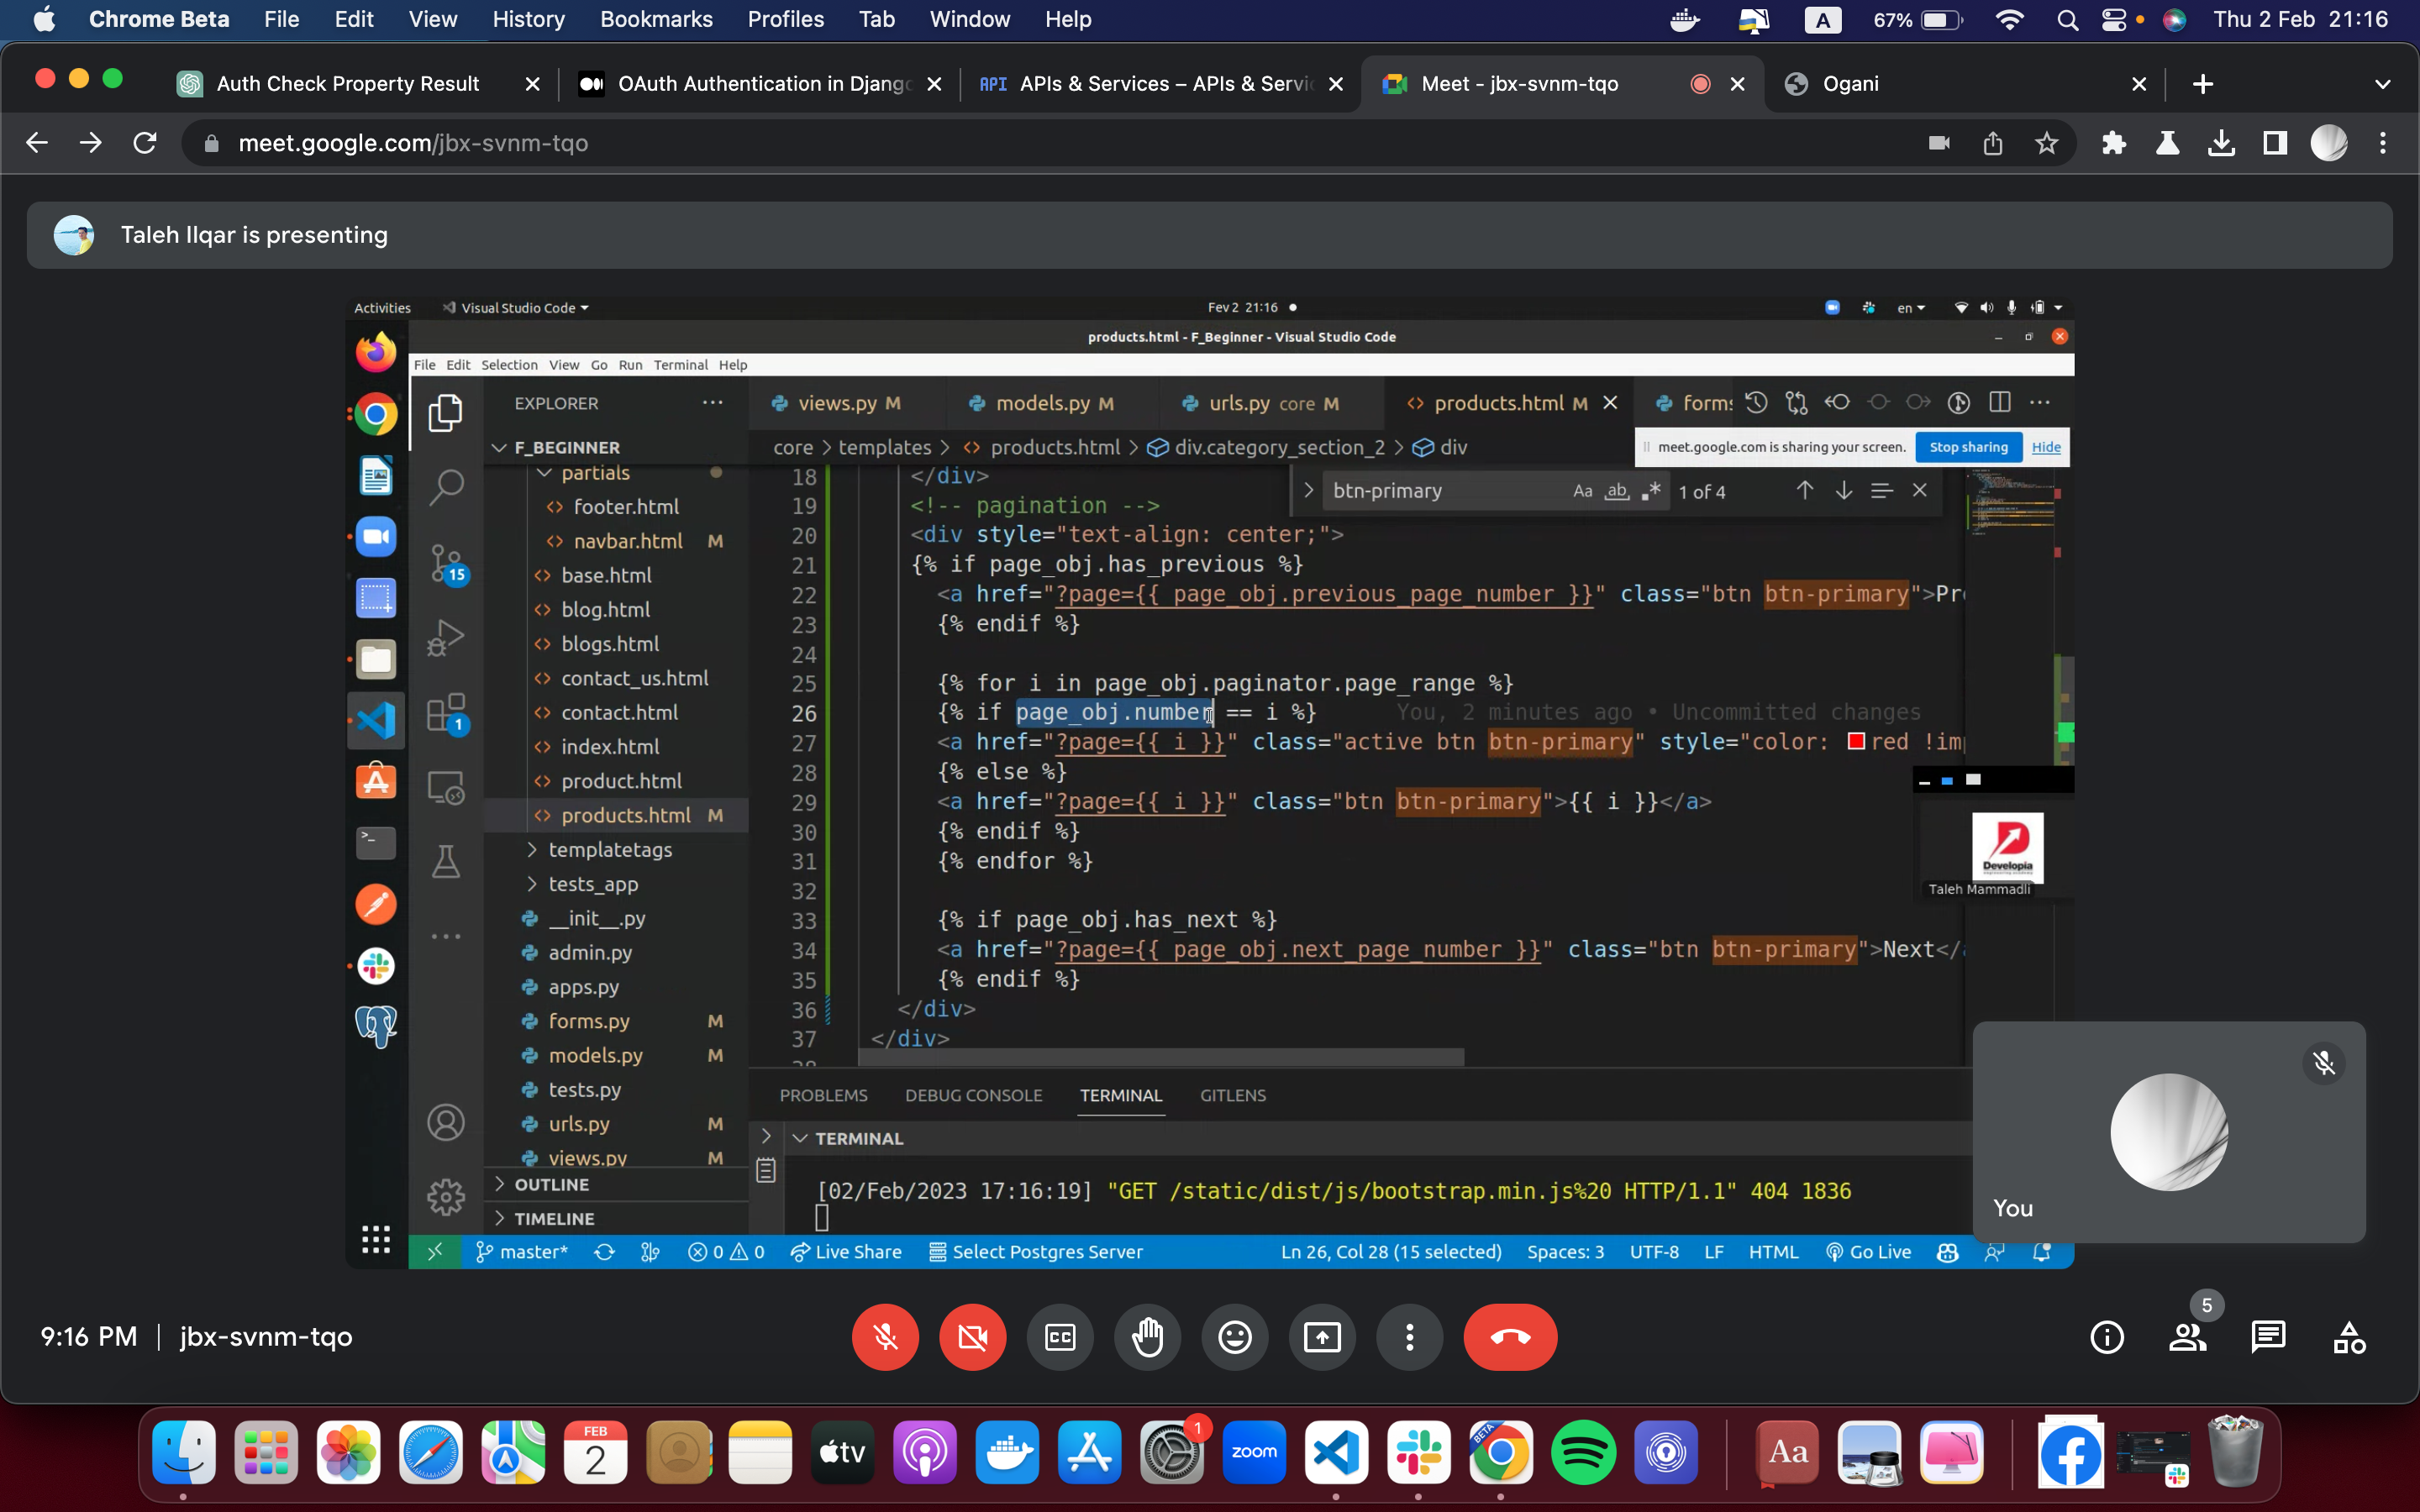 Chrome Beta File Edit View History Bookmarks Profiles Tab Window Help A 67% Thu 2 Feb 21:16
Auth Check Property Result OAuth Authentication in Djang API APIs & Services – APIs & Servi Meet - jbx-svnm-tqo Ogani
meet.google.com/jbx-svnm-tqo
Taleh Ilqar is presenting
Activities Visual Studio Code Fev 2 21:16 en
products.html - F_Beginner - Visual Studio Code
File Edit Selection View Go Run Terminal Help
EXPLORER views.py M models.py M urls.py core M products.html M forms
F_BEGINNER core > templates > products.html > div.category_section_2 > div
meet.google.com is sharing your screen. Stop sharing Hide
btn-primary Aa ab 1 of 4
partials
footer.html
navbar.html M
base.html
blog.html
blogs.html
contact_us.html
contact.html
index.html
product.html
products.html M
templatetags
tests_app
__init__.py
admin.py
apps.py
forms.py M
models.py M
tests.py
urls.py M
views.py M
OUTLINE
TIMELINE
15
1
18 </div>
19 <!-- pagination -->
20 <div style="text-align: center;">
21 {% if page_obj.has_previous %}
22 <a href="?page={{ page_obj.previous_page_number }}" class="btn btn-primary">Pr
23 {% endif %}
24
25 {% for i in page_obj.paginator.page_range %}
26 {% if page_obj.number == i %} You, 2 minutes ago • Uncommitted changes
27 <a href="?page={{ i }}" class="active btn btn-primary" style="color: red !im
28 {% else %}
29 <a href="?page={{ i }}" class="btn btn-primary">{{ i }}</a>
30 {% endif %}
31 {% endfor %}
32
33 {% if page_obj.has_next %}
34 <a href="?page={{ page_obj.next_page_number }}" class="btn btn-primary">Next</
35 {% endif %}
36 </div>
37 </div>
Developia
Taleh Mammadli
PROBLEMS DEBUG CONSOLE TERMINAL GITLENS
TERMINAL
[02/Feb/2023 17:16:19] "GET /static/dist/js/bootstrap.min.js%20 HTTP/1.1" 404 1836
You
master* 0 0 Live Share Select Postgres Server Ln 26, Col 28 (15 selected) Spaces: 3 UTF-8 LF HTML Go Live
9:16 PM | jbx-svnm-tqo CC 5
FEB
2
tv
1
zoom
BETA
Aa